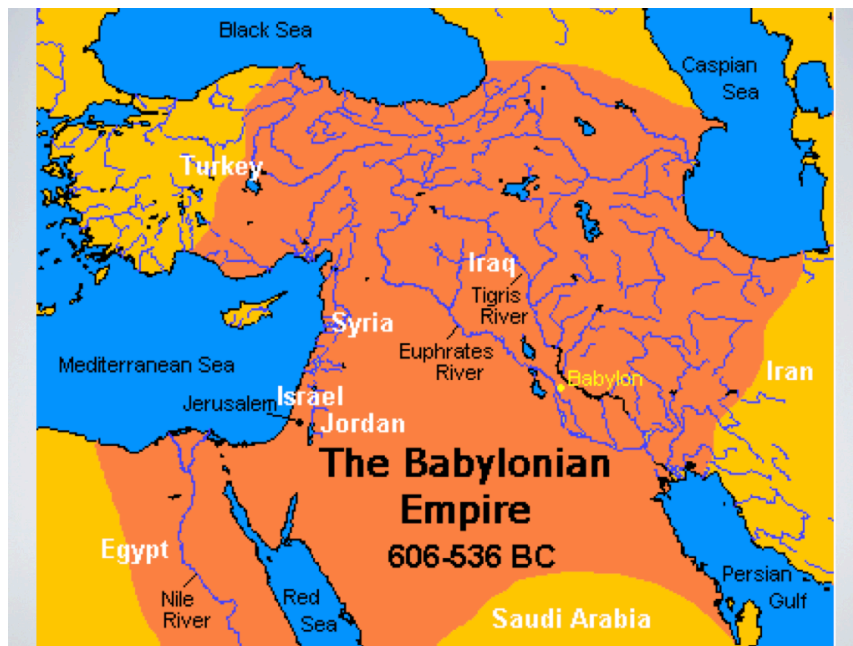 Black Sea
Caspian
Sea
Turkey
Iraq
Tigris
River
Syria
Euphrates
River
Mediterranean Sea
Babylon
Iran
Israel
Jerusalem
Jordan
The Babylonian
Empire
606-536 BC
Egypt
Nile
River
Red
Sea
Persian
Gulf
Saudi Arabia